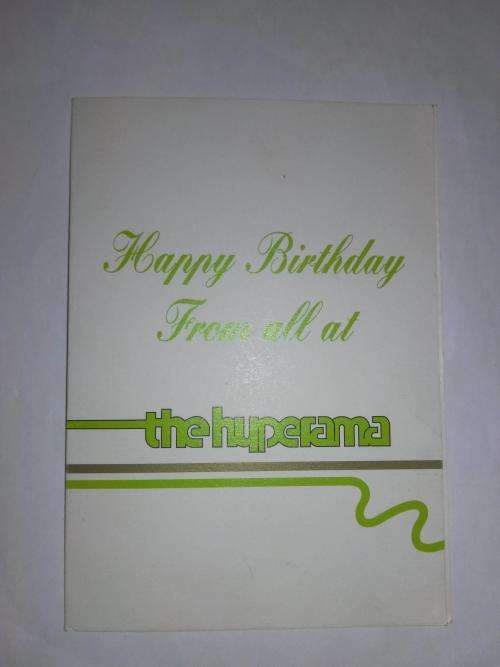 Happy Birthday
From all at
the hyperama